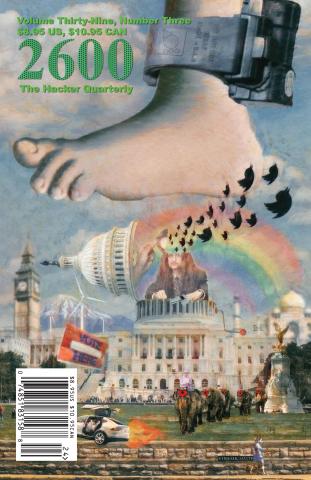 Volume Thirty-Nine, Number Three
$8.95 US, $10.95 CAN
2600
The Hacker Quarterly
$8.95US $10.95CAN
24>